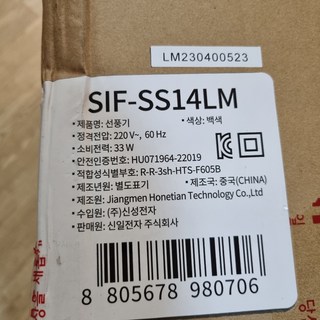 LM230400523
SIF-SS14LM
•제품명: 선풍기 •색상: 백색
•정격전압: 220 V~, 60 Hz
•소비전력: 33 W
•안전인증번호: HU071964-22019
•적합성식별부호: R-R-3sh-HTS-F605B
•제조년원: 별도표기 •제조국: 중국(CHINA)
•제조원: Jiangmen Honetian Technology Co.,Ltd
•수입원: (주)신성전자
•판매원: 신일전자 주식회사
8 805678 980706